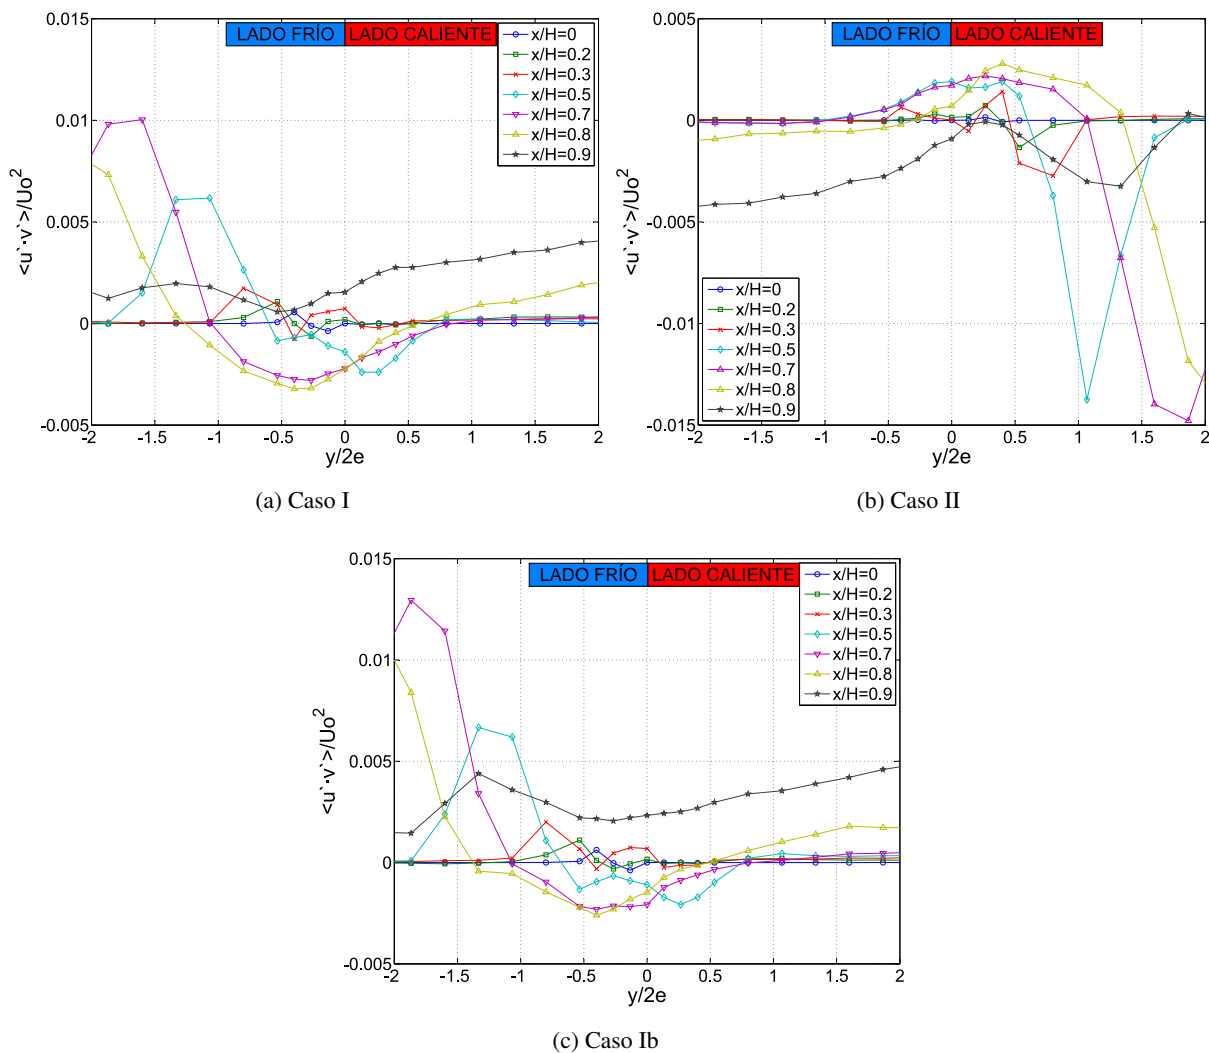 0.015
0.01
0.005
0
-0.005
<u`·v`>/Uo²
LADO FRÍO LADO CALIENTE
x/H=0
x/H=0.2
x/H=0.3
x/H=0.5
x/H=0.7
x/H=0.8
x/H=0.9
-2 -1.5 -1 -0.5 0 0.5 1 1.5 2
y/2e
(a) Caso I
0.005
0
-0.005
-0.01
-0.015
<u`·v`>/Uo²
LADO FRÍO LADO CALIENTE
x/H=0
x/H=0.2
x/H=0.3
x/H=0.5
x/H=0.7
x/H=0.8
x/H=0.9
-2 -1.5 -1 -0.5 0 0.5 1 1.5 2
y/2e
(b) Caso II
0.015
0.01
0.005
0
-0.005
<u`·v`>/Uo²
LADO FRÍO LADO CALIENTE
x/H=0
x/H=0.2
x/H=0.3
x/H=0.5
x/H=0.7
x/H=0.8
x/H=0.9
-2 -1.5 -1 -0.5 0 0.5 1 1.5 2
y/2e
(c) Caso Ib